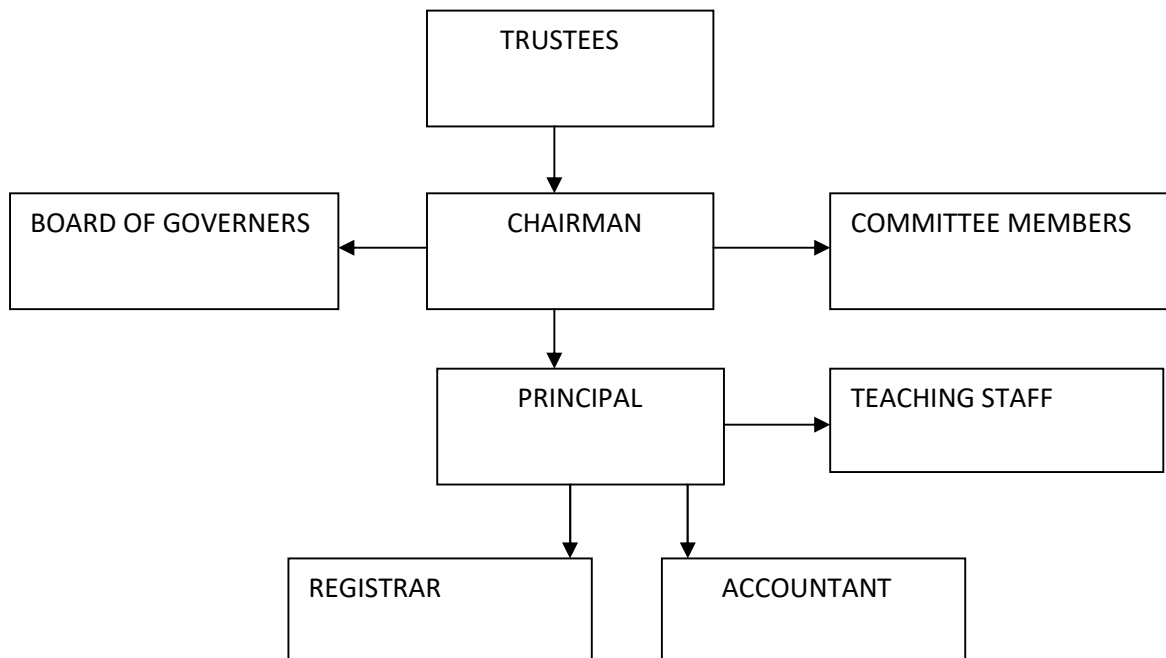 TRUSTEES
BOARD OF GOVERNERS
CHAIRMAN
COMMITTEE MEMBERS
PRINCIPAL
TEACHING STAFF
REGISTRAR
ACCOUNTANT